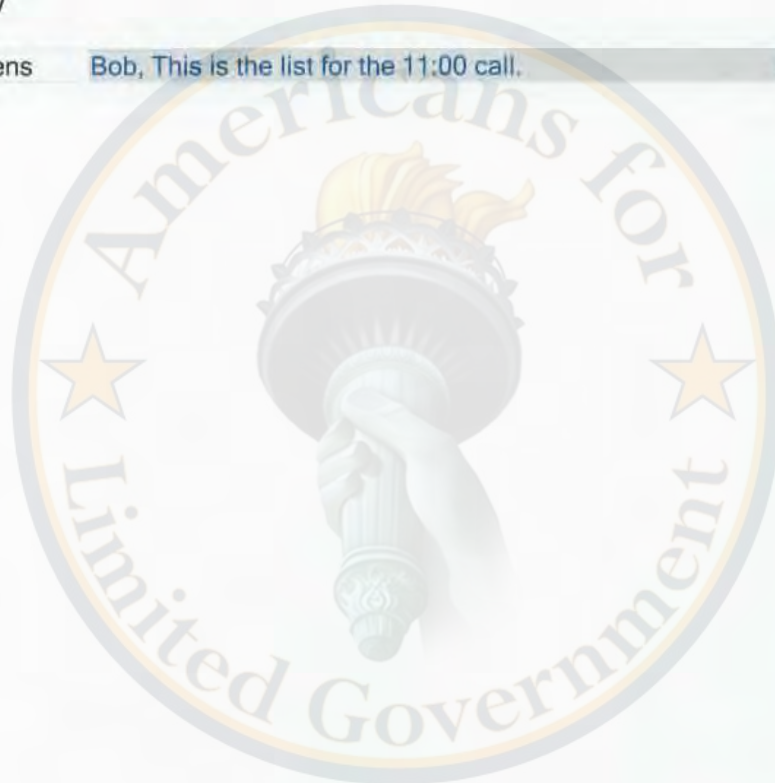 ens Bob, This is the list for the 11:00 call.
Americans for
Limited Government